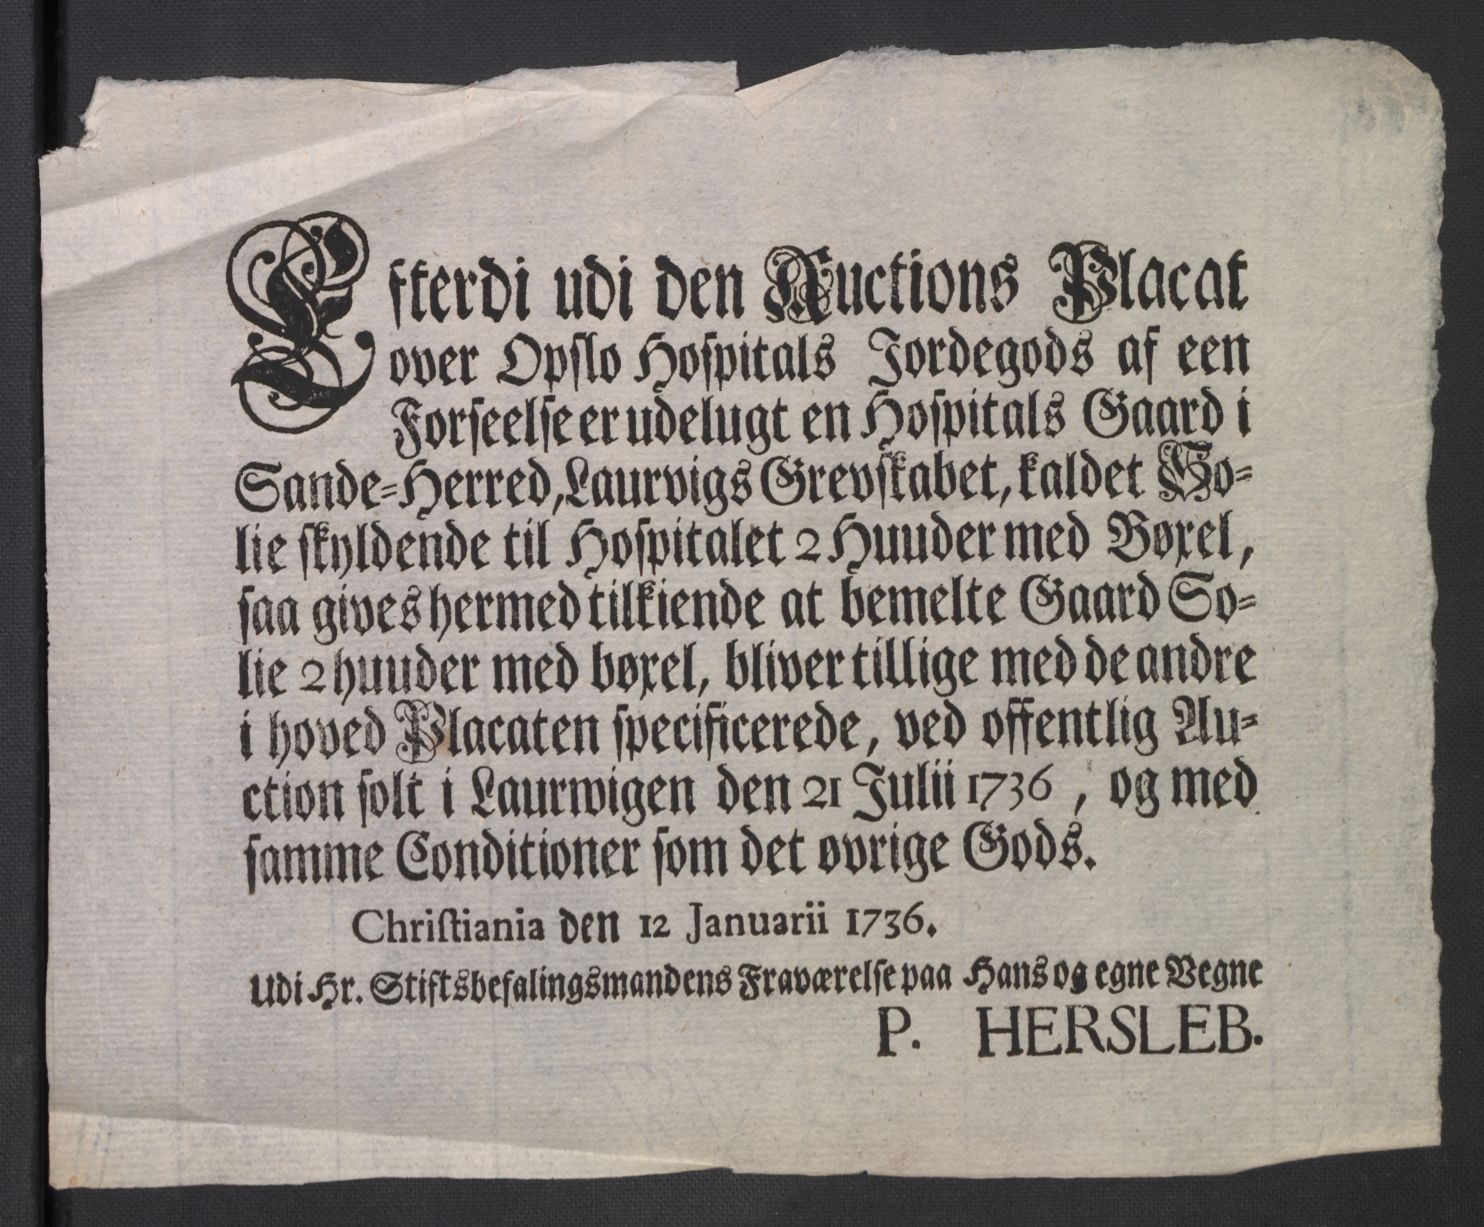 Efterdi udi den Auctions Placat
over Opslo Hospitals Jordegods af een
Forseelse er udelugt en Hospitals Gaard i
Sande=Herred, Laurvigs Grevskabet, kaldet So=
lie skyldende til Hospitalet 2 Huuder med Bøxel,
saa gives hermed tilkiende at bemelte Gaard So=
lie 2 huuder med bøxel, bliver tillige med de andre
i hoved Placaten specificerede, ved offentlig Au=
ction solt i Laurwigen den 21 Julii 1736, og med
samme Conditioner som det øvrige Gods.
Christiania den 12 Januarii 1736.
Udi Hr. Stiftsbefalingsmandens Fraværelse paa Hans og egne Vegne
P. HERSLEB.